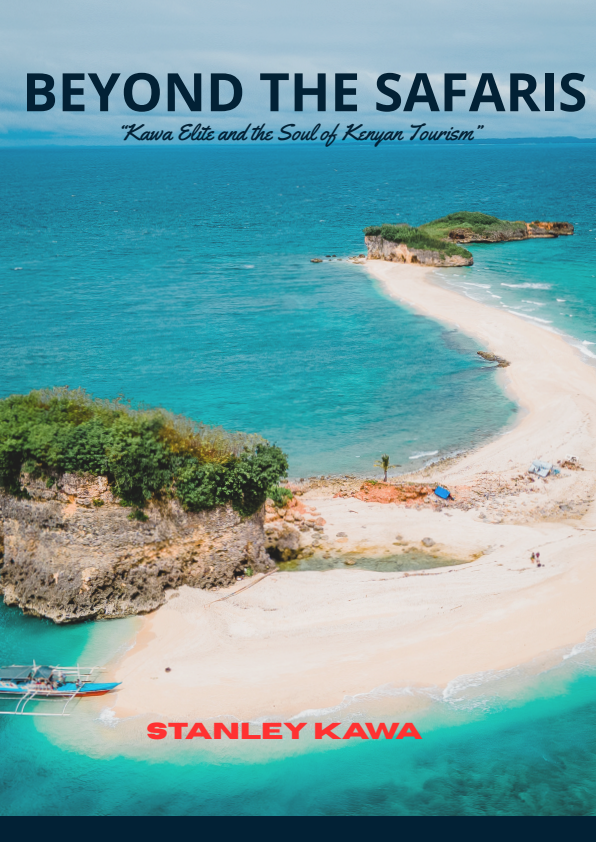 BEYOND THE SAFARIS
“Kawa Elite and the Soul of Kenyan Tourism”
STANLEY KAWA